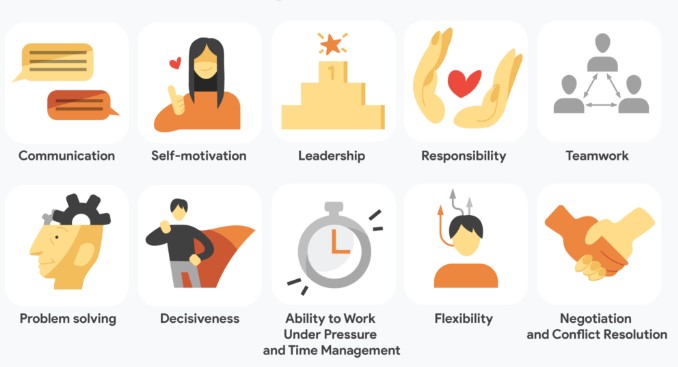 1
Communication
Self-motivation
Leadership
Responsibility
Teamwork
Problem solving
Decisiveness
Ability to Work
Under Pressure
and Time Management
Flexibility
Negotiation
and Conflict Resolution